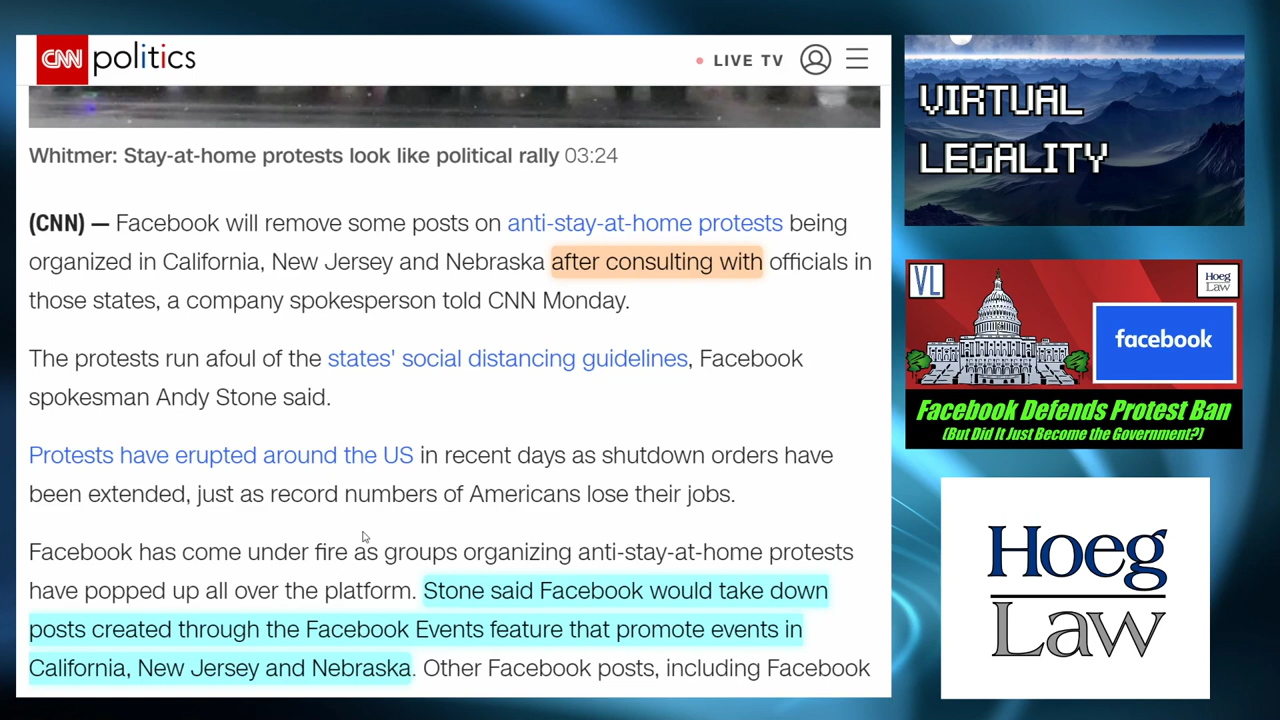 CNN politics
LIVE TV
Whitmer: Stay-at-home protests look like political rally 03:24
(CNN) — Facebook will remove some posts on anti-stay-at-home protests being
organized in California, New Jersey and Nebraska after consulting with officials in
those states, a company spokesperson told CNN Monday.
The protests run afoul of the states' social distancing guidelines, Facebook
spokesman Andy Stone said.
Protests have erupted around the US in recent days as shutdown orders have
been extended, just as record numbers of Americans lose their jobs.
Facebook has come under fire as groups organizing anti-stay-at-home protests
have popped up all over the platform. Stone said Facebook would take down
posts created through the Facebook Events feature that promote events in
California, New Jersey and Nebraska. Other Facebook posts, including Facebook
VIRTUAL
LEGALITY
VL
Hoeg
Law
facebook
Facebook Defends Protest Ban
(But Did It Just Become the Government?)
Hoeg
Law